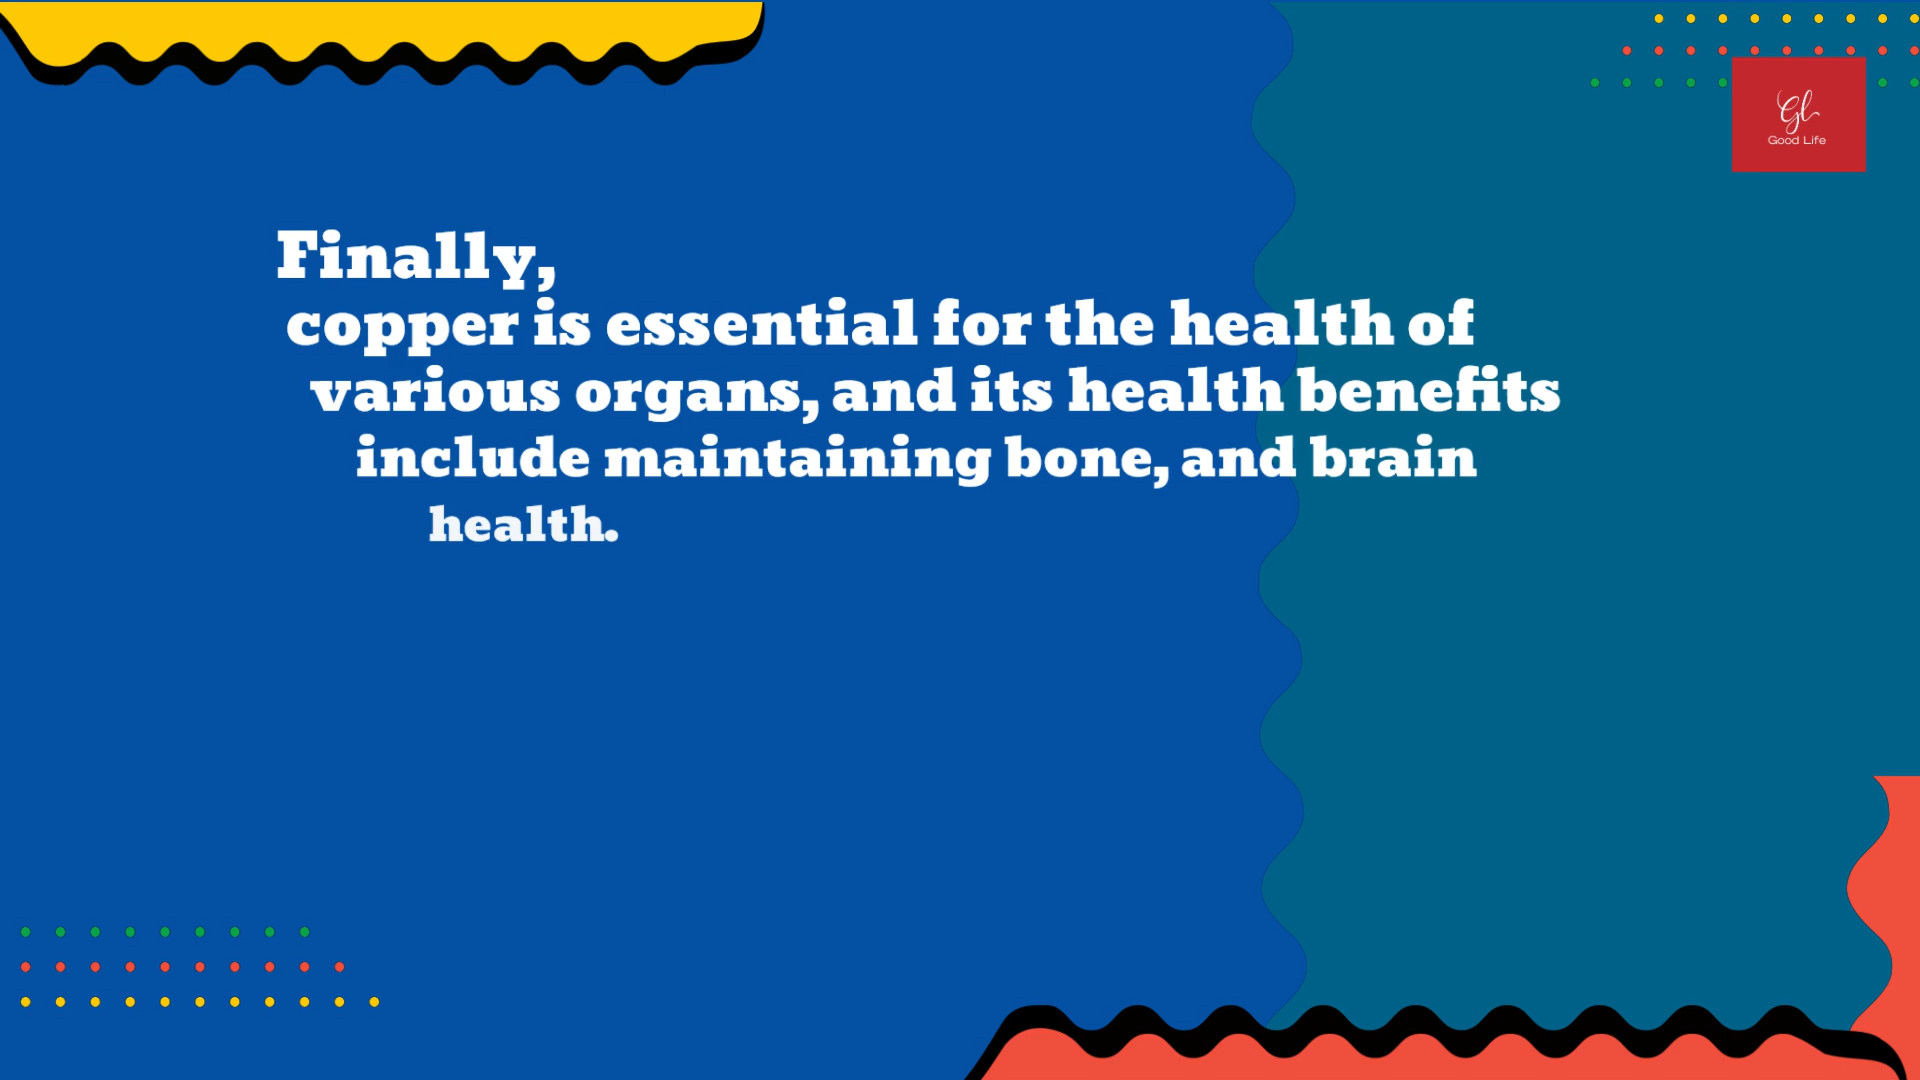 Gl
Good Life
Finally,
copper is essential for the health of
various organs, and its health benefits
include maintaining bone, and brain
health.